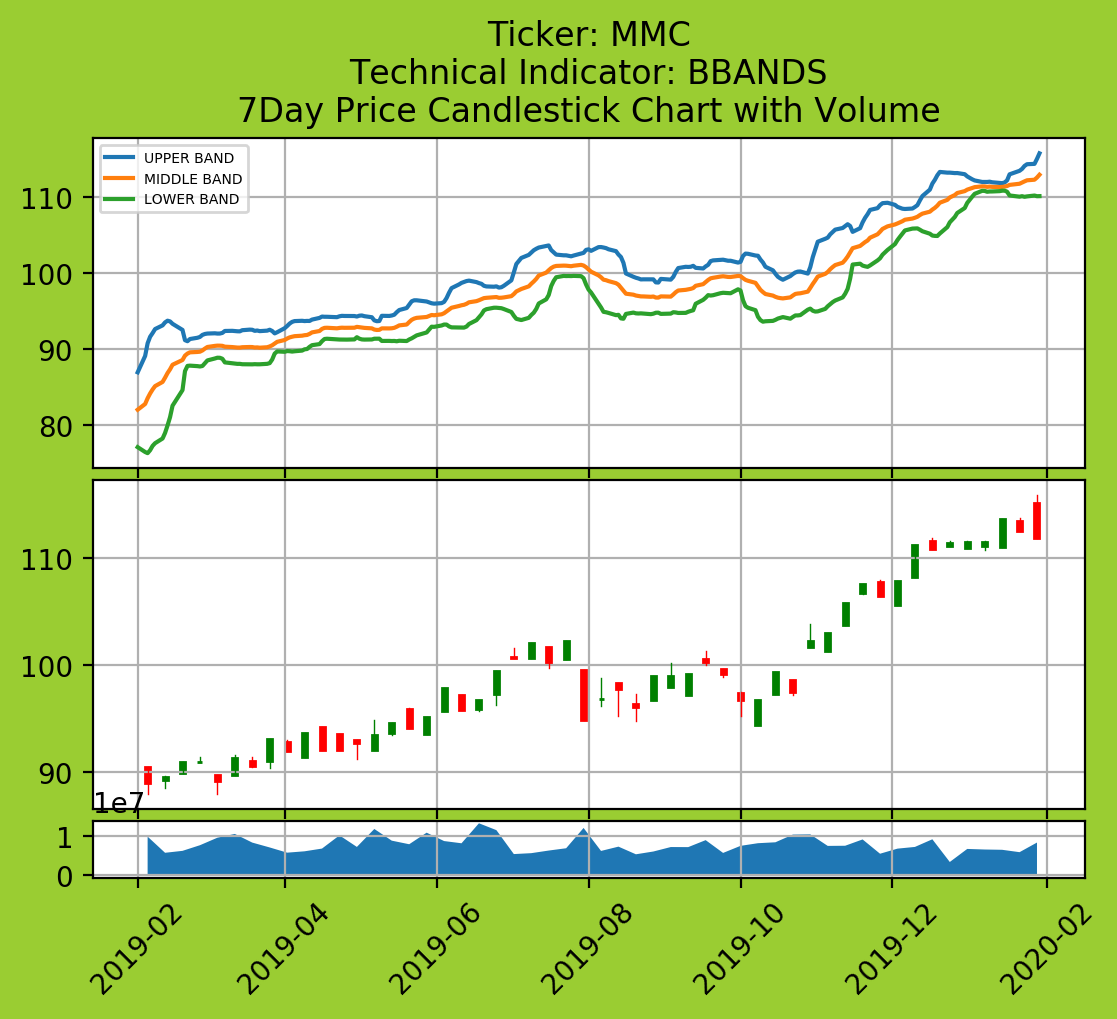 Ticker: MMC
Technical Indicator: BBANDS
7Day Price Candlestick Chart with Volume
UPPER BAND
MIDDLE BAND
LOWER BAND
110
100
90
80
110
100
90
1e7
1
0
2019-02
2019-04
2019-06
2019-08
2019-10
2019-12
2020-02